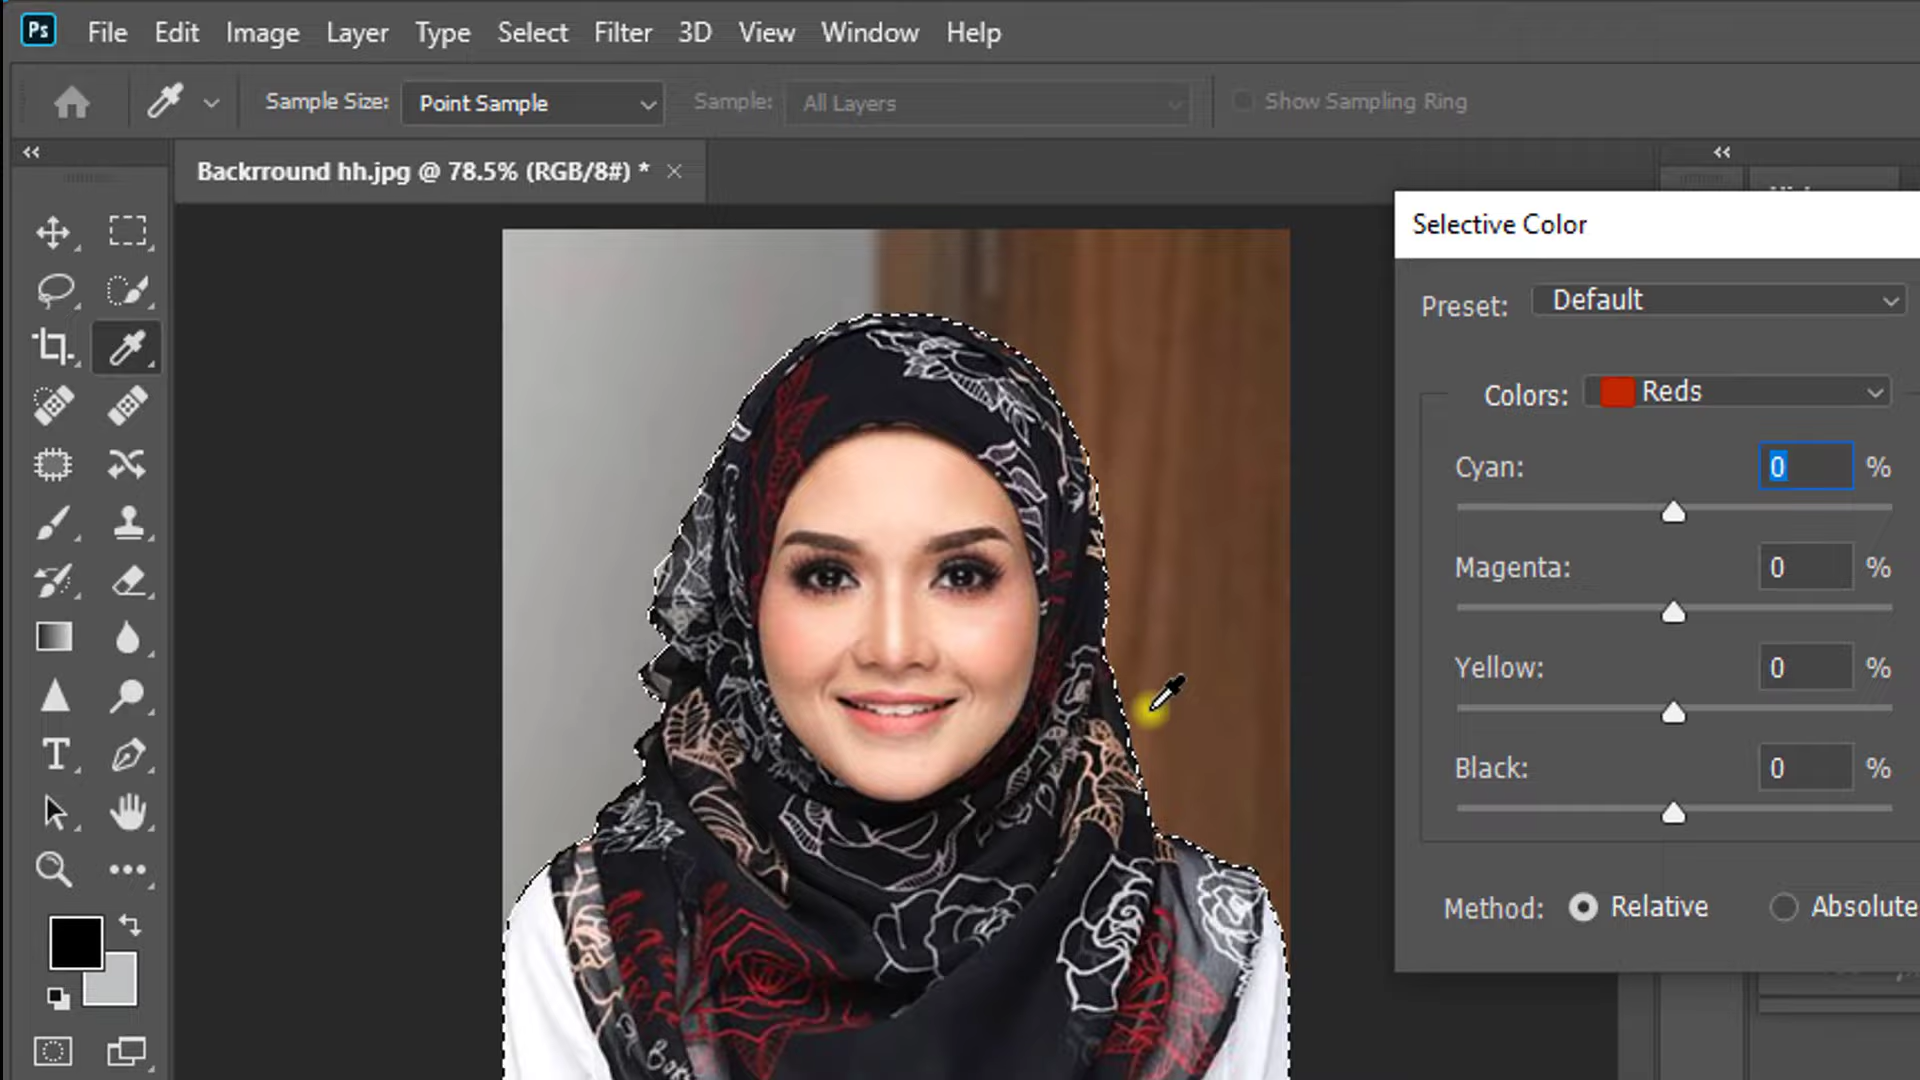 Ps File Edit Image Layer Type Select Filter 3D View Window Help
Sample Size: Point Sample Sample: All Layers Show Sampling Ring
Backrround hh.jpg @ 78.5% (RGB/8#) * ×
Selective Color
Preset: Default
Colors: Reds
Cyan: 0 %
Magenta: 0 %
Yellow: 0 %
Black: 0 %
Method: Relative Absolute